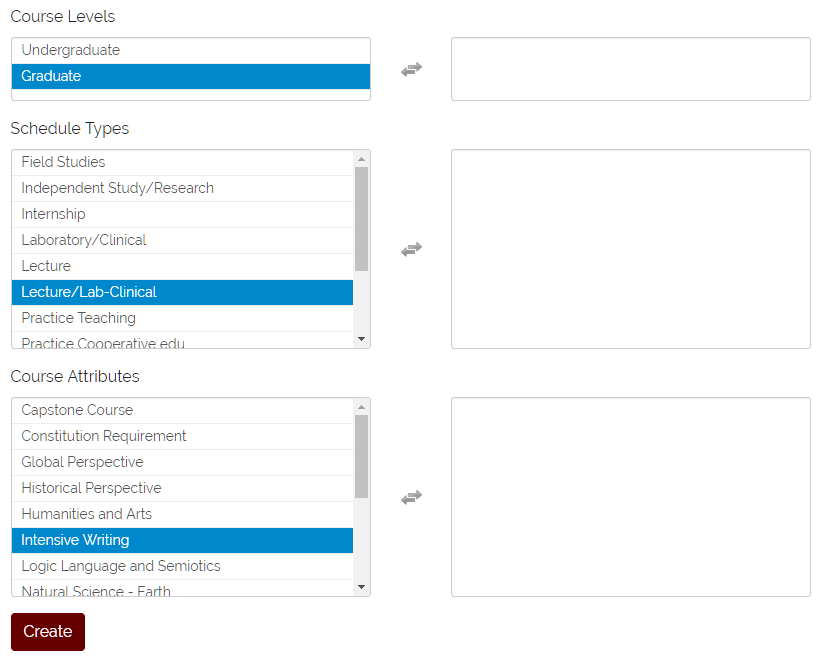 Course Levels
Undergraduate
Graduate
Schedule Types
Field Studies
Independent Study/Research
Internship
Laboratory/Clinical
Lecture
Lecture/Lab-Clinical
Practice Teaching
Practice Cooperative edu
Course Attributes
Capstone Course
Constitution Requirement
Global Perspective
Historical Perspective
Humanities and Arts
Intensive Writing
Logic Language and Semiotics
Natural Science - Earth
Create